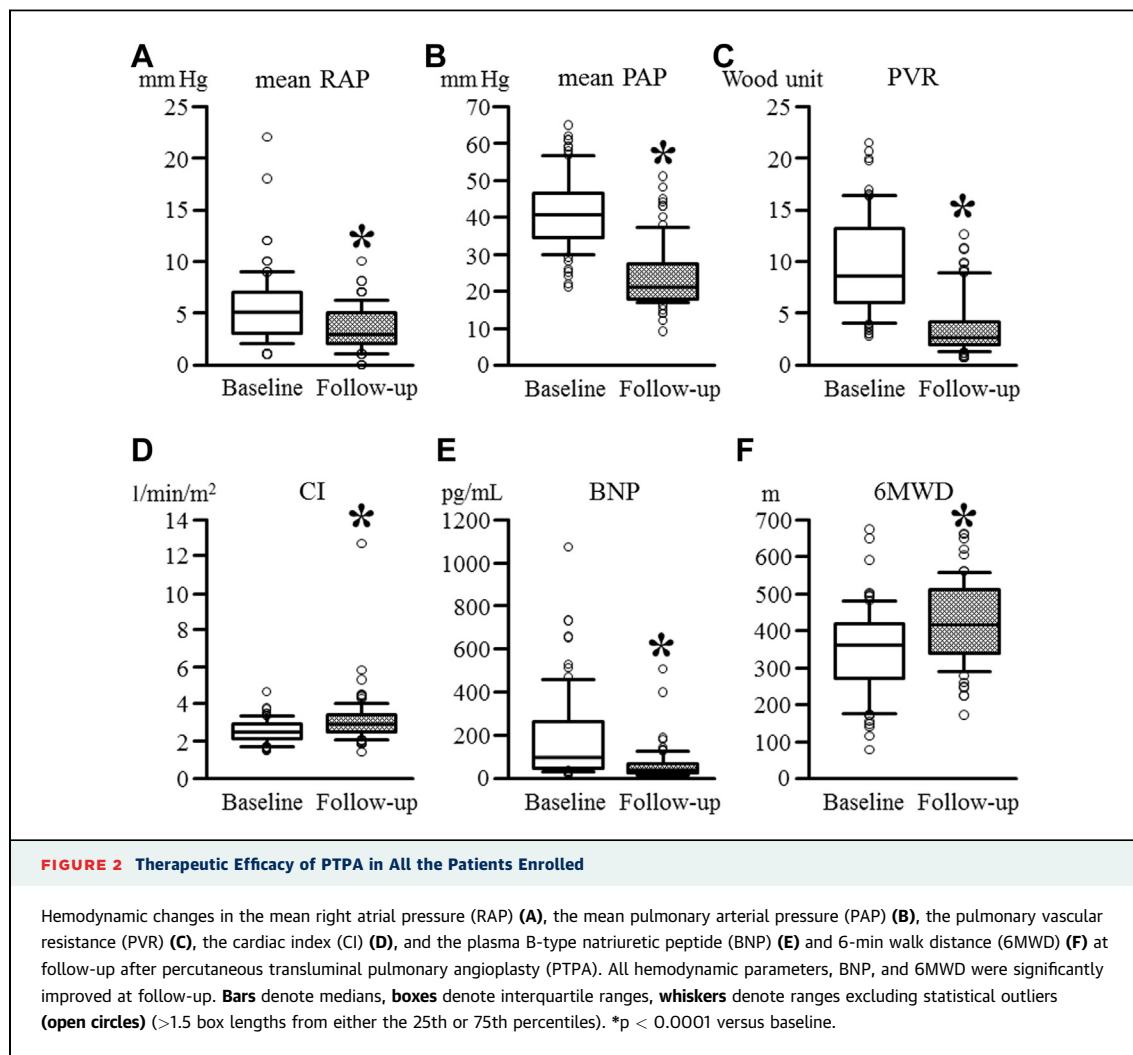 A
mm Hg
mean RAP
25
20
15
10
5
0
*
Baseline Follow-up
B
mm Hg
mean PAP
70
60
50
40
30
20
10
0
*
Baseline Follow-up
C
Wood unit
PVR
25
20
15
10
5
0
*
Baseline Follow-up
D
l/min/m²
CI
14
12
10
8
6
4
2
0
*
Baseline Follow-up
E
pg/mL
BNP
1200
1000
800
600
400
200
0
*
Baseline Follow-up
F
m
6MWD
700
600
500
400
300
200
100
0
*
Baseline Follow-up
FIGURE 2 Therapeutic Efficacy of PTPA in All the Patients Enrolled
Hemodynamic changes in the mean right atrial pressure (RAP) (A), the mean pulmonary arterial pressure (PAP) (B), the pulmonary vascular
resistance (PVR) (C), the cardiac index (CI) (D), and the plasma B-type natriuretic peptide (BNP) (E) and 6-min walk distance (6MWD) (F) at
follow-up after percutaneous transluminal pulmonary angioplasty (PTPA). All hemodynamic parameters, BNP, and 6MWD were significantly
improved at follow-up. Bars denote medians, boxes denote interquartile ranges, whiskers denote ranges excluding statistical outliers
(open circles) (>1.5 box lengths from either the 25th or 75th percentiles). *p < 0.0001 versus baseline.